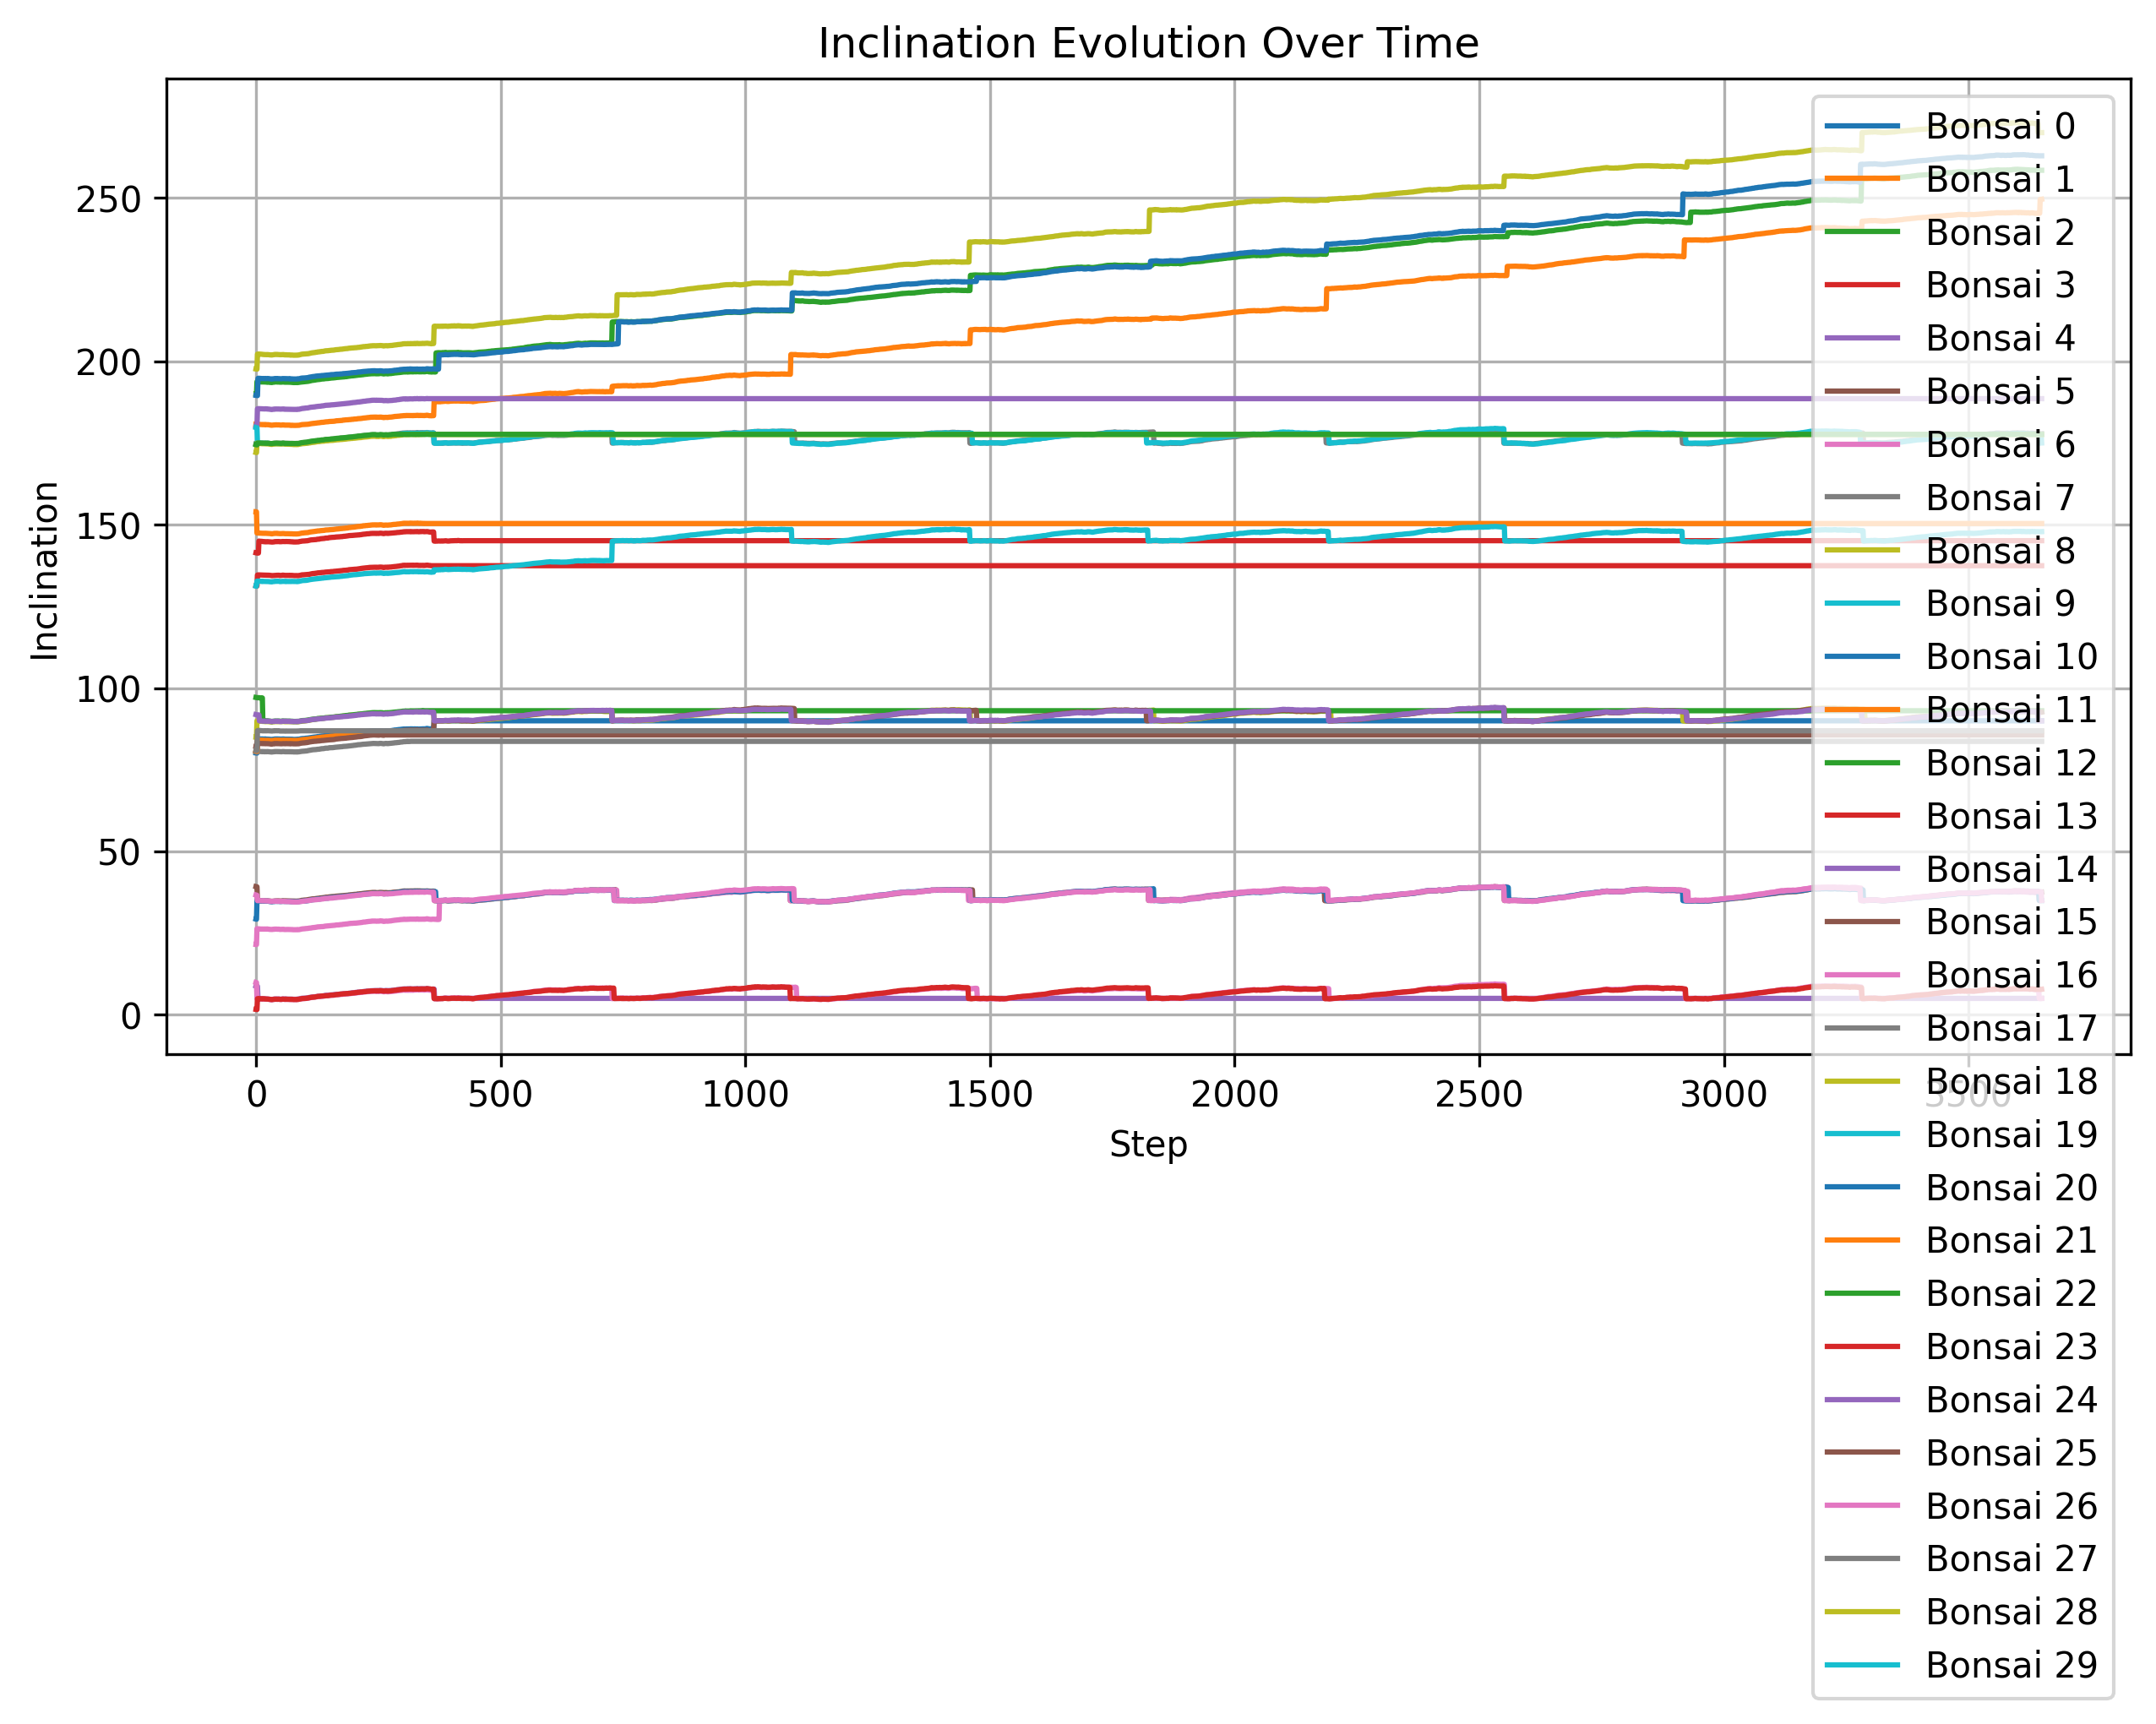 Inclination Evolution Over Time
Inclination
250
200
150
100
50
0
0 500 1000 1500 2000 2500 3000 3500
Step
Bonsai 0
Bonsai 1
Bonsai 2
Bonsai 3
Bonsai 4
Bonsai 5
Bonsai 6
Bonsai 7
Bonsai 8
Bonsai 9
Bonsai 10
Bonsai 11
Bonsai 12
Bonsai 13
Bonsai 14
Bonsai 15
Bonsai 16
Bonsai 17
Bonsai 18
Bonsai 19
Bonsai 20
Bonsai 21
Bonsai 22
Bonsai 23
Bonsai 24
Bonsai 25
Bonsai 26
Bonsai 27
Bonsai 28
Bonsai 29